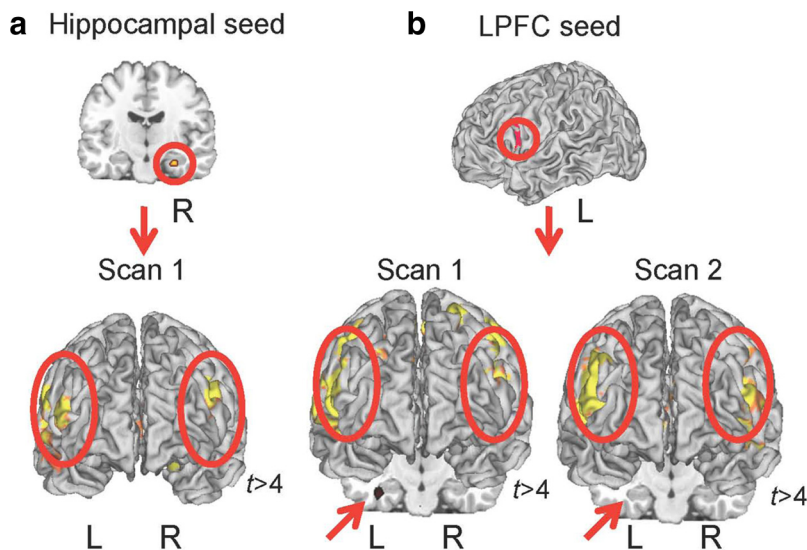 a Hippocampal seed
b LPFC seed
R
L
Scan 1
Scan 1
Scan 2
t>4
t>4
t>4
L R
L R
L R